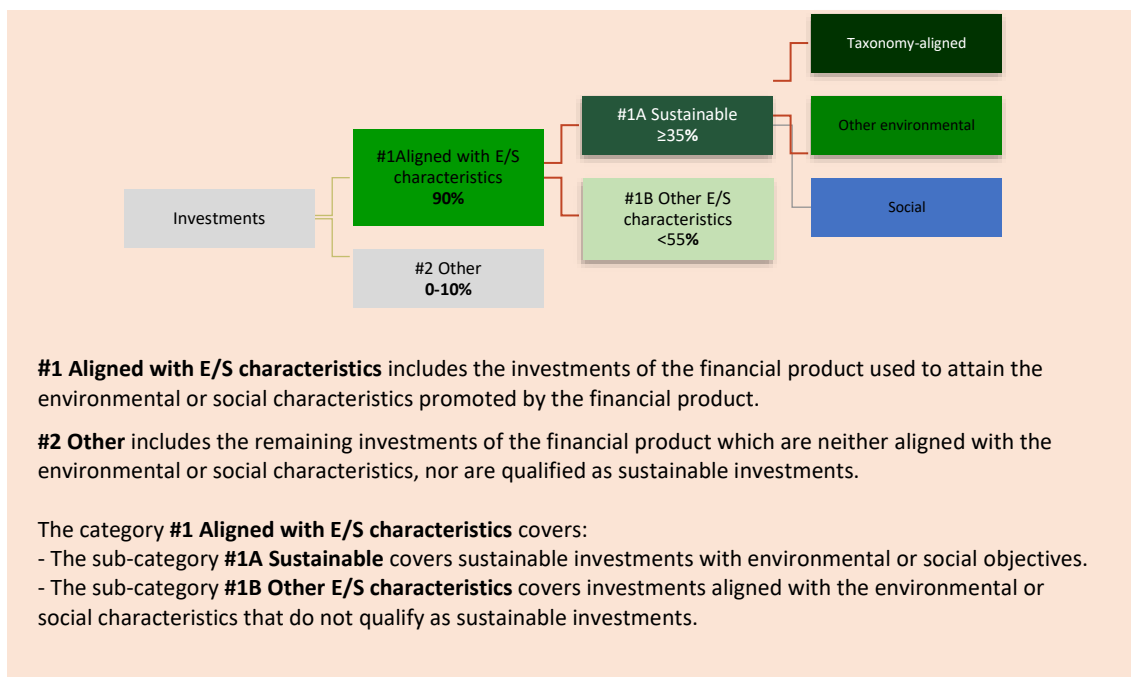 Taxonomy-aligned
#1A Sustainable
≥35%
Other environmental
#1Aligned with E/S
characteristics
90%
#1B Other E/S
characteristics
<55%
Social
Investments
#2 Other
0-10%
#1 Aligned with E/S characteristics includes the investments of the financial product used to attain the
environmental or social characteristics promoted by the financial product.
#2 Other includes the remaining investments of the financial product which are neither aligned with the
environmental or social characteristics, nor are qualified as sustainable investments.
The category #1 Aligned with E/S characteristics covers:
- The sub-category #1A Sustainable covers sustainable investments with environmental or social objectives.
- The sub-category #1B Other E/S characteristics covers investments aligned with the environmental or
social characteristics that do not qualify as sustainable investments.